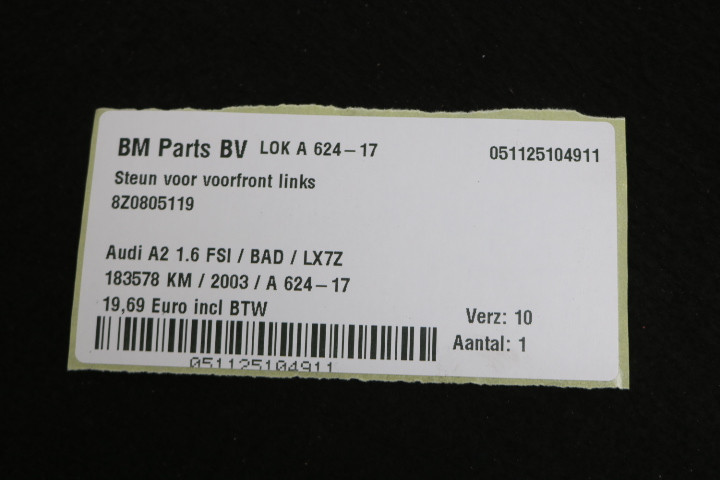 BM Parts BV LOK A 624-17 051125104911
Steun voor voorfront links
8Z0805119
Audi A2 1.6 FSI / BAD / LX7Z
183578 KM / 2003 / A 624-17
19,69 Euro incl BTW
Verz: 10
Aantal: 1
051125104911